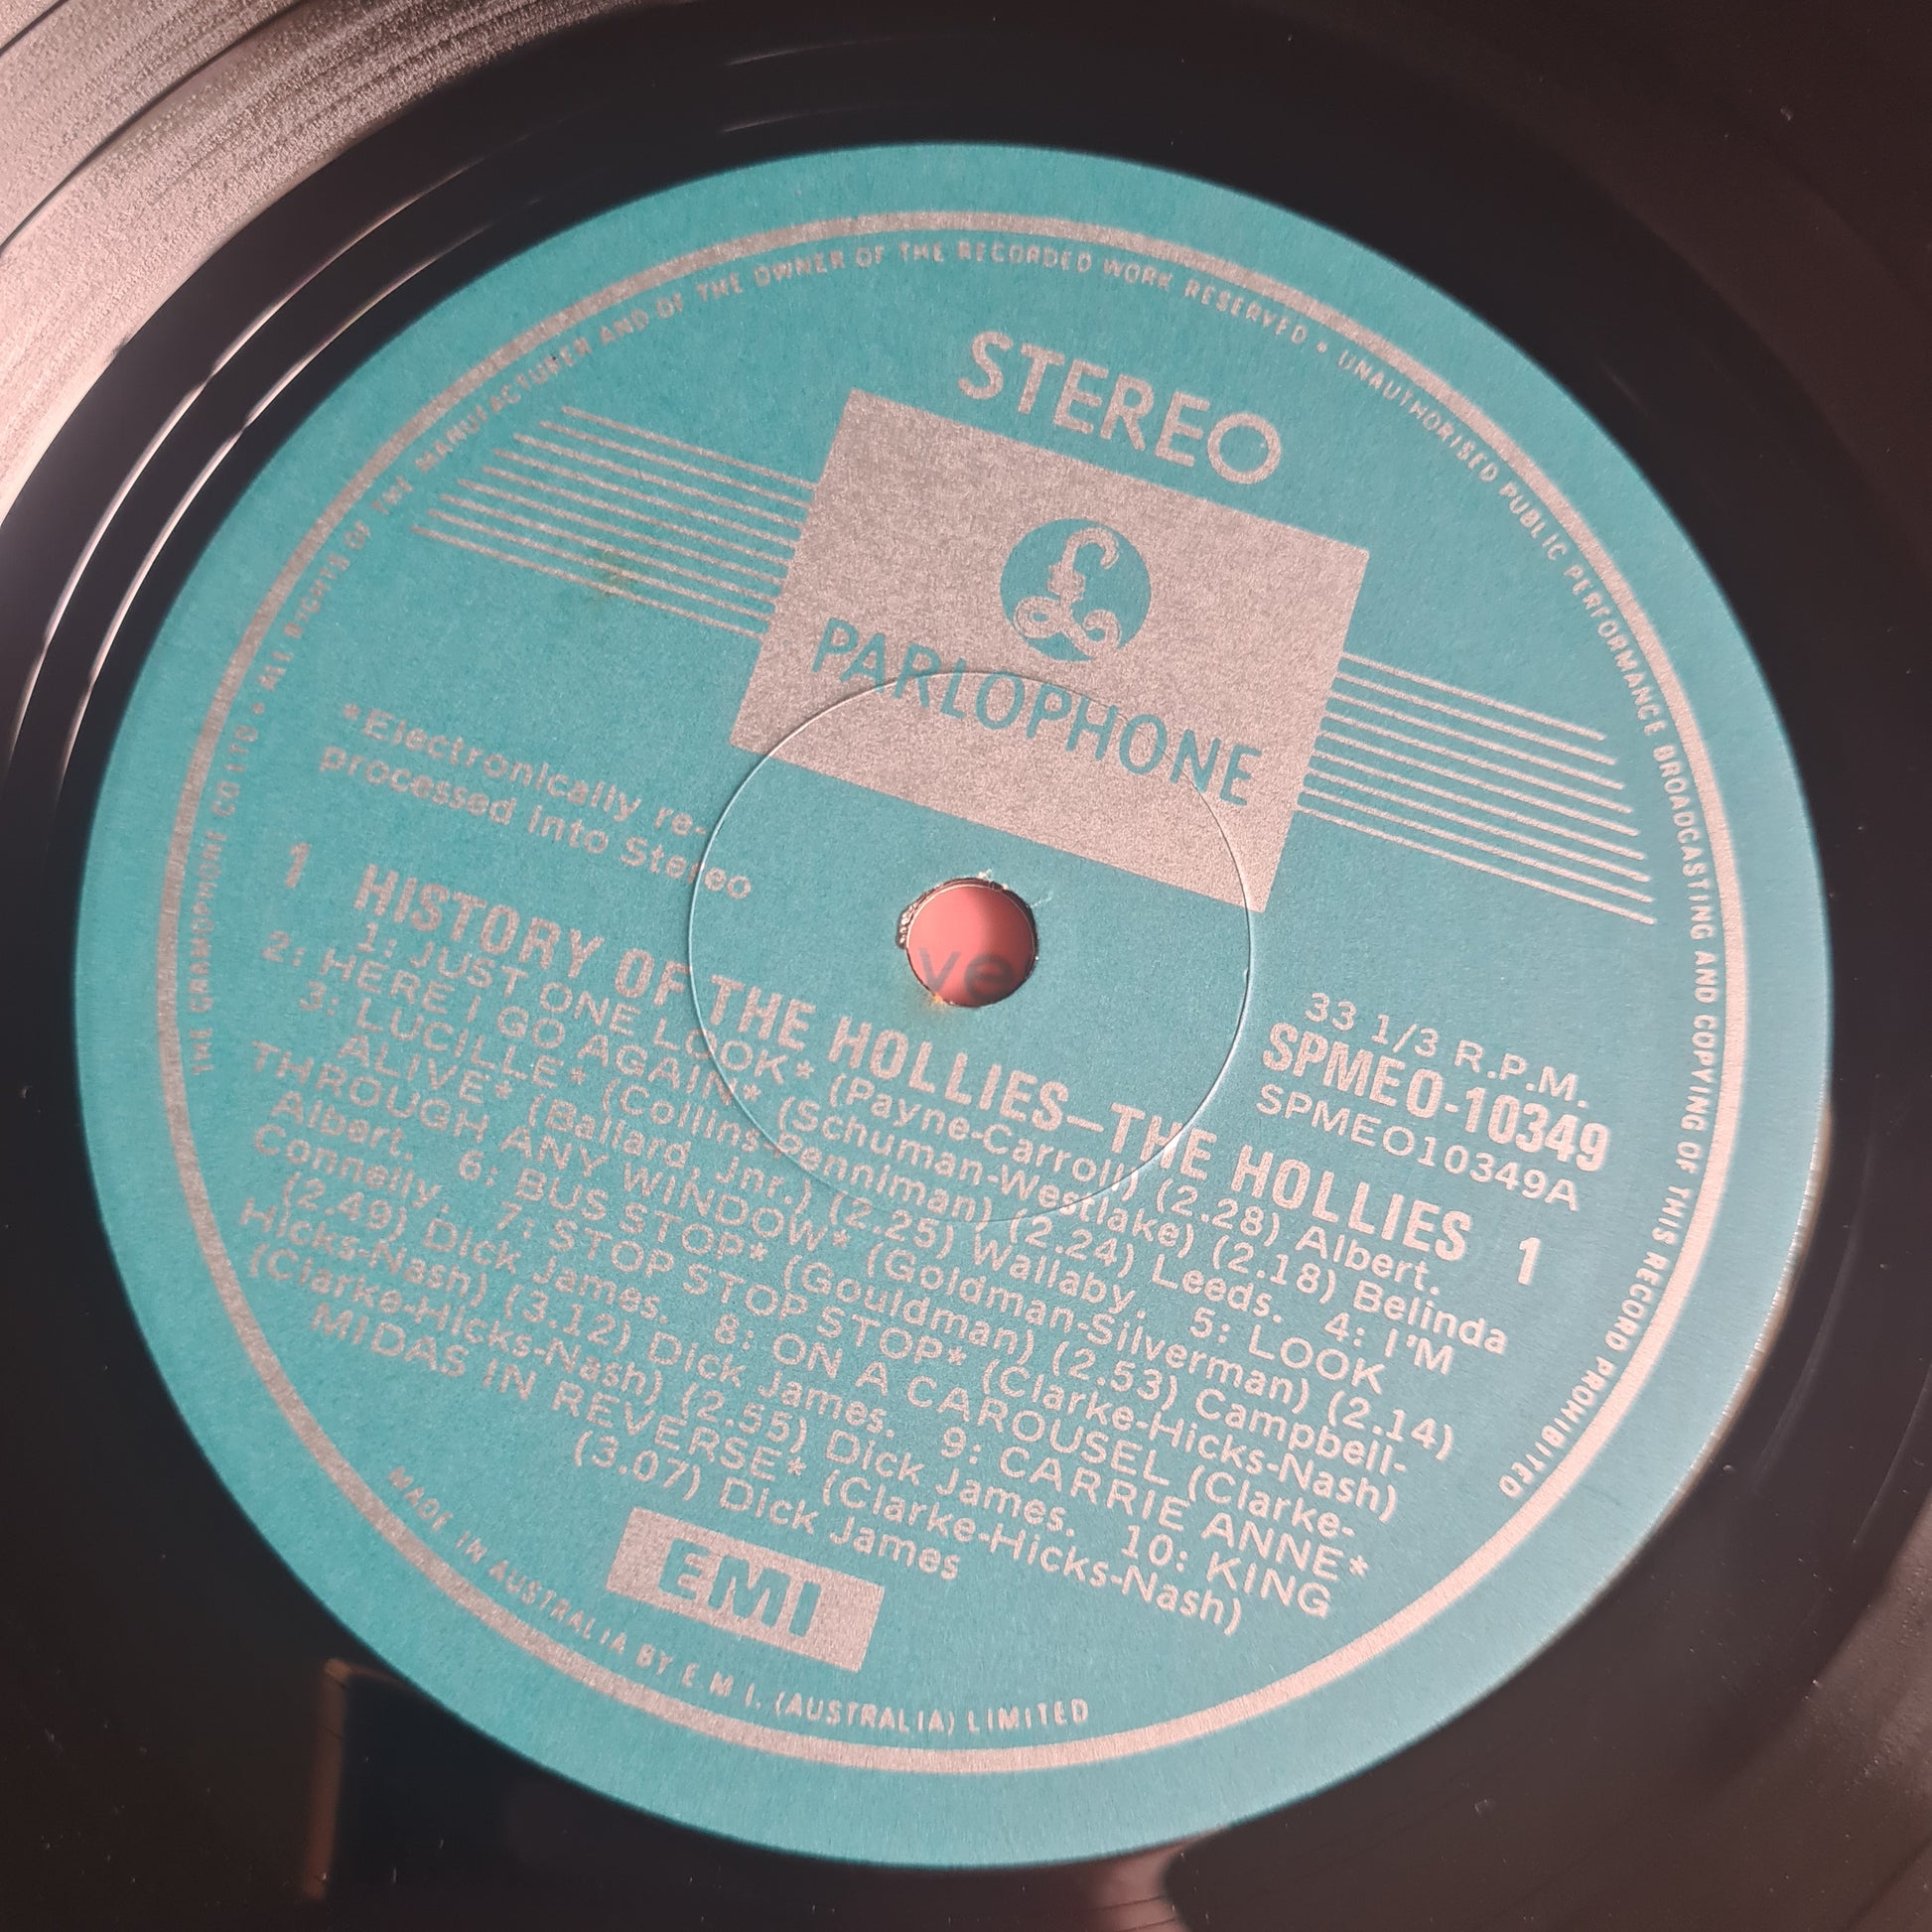 THE GRAMOPHONE CO LTD • ALL RIGHTS OF THE MANUFACTURER AND OF THE OWNER OF THE RECORDED WORK RESERVED • UNAUTHORISED PUBLIC PERFORMANCE BROADCASTING AND COPYING OF THIS RECORD PROHIBITED
STEREO
£
PARLOPHONE
*Electronically re-
processed into Stereo
33 1/3 R.P.M.
SPMEO-10349
SPMEO10349A
1 HISTORY OF THE HOLLIES—THE HOLLIES 1
1: JUST ONE LOOK* (Payne-Carroll) (2.28) Albert.
2: HERE I GO AGAIN* (Schuman-Westlake) (2.18) Belinda
3: LUCILLE* (Collins-Penniman) (2.24) Leeds. 4: I'M
ALIVE* (Ballard, Jnr.) (2.25) Wallaby. 5: LOOK
THROUGH ANY WINDOW* (Goldman-Silverman) (2.14)
Albert. 6: BUS STOP* (Gouldman) (2.53) Campbell-
Connelly. 7: STOP STOP STOP* (Clarke-Hicks-Nash)
(2.49) Dick James. 8: ON A CAROUSEL (Clarke-
Hicks-Nash) (3.12) Dick James. 9: CARRIE ANNE*
(Clarke-Hicks-Nash) (2.55) Dick James. 10: KING
MIDAS IN REVERSE* (Clarke-Hicks-Nash)
(3.07) Dick James
EMI
MADE IN AUSTRALIA BY E M I. (AUSTRALIA) LIMITED
ve